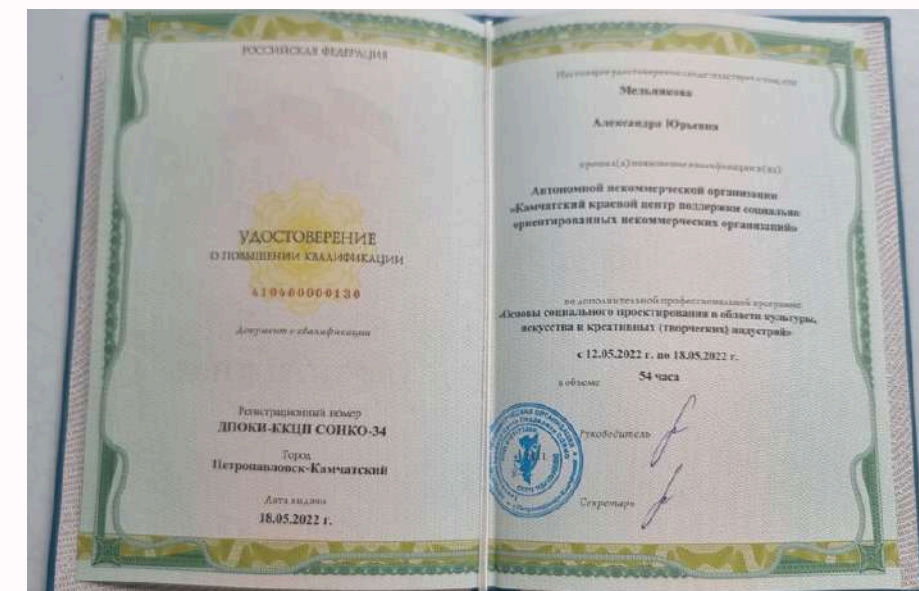 РОССИЙСКАЯ ФЕДЕРАЦИЯ
УДОСТОВЕРЕНИЕ
О ПОВЫШЕНИИ КВАЛИФИКАЦИИ
410400000130
Документ о квалификации
Регистрационный номер
ДПОКИ-ККЦП СОНКО-34
Город
Петропавловск-Камчатский
Дата выдачи
18.05.2022 г.
Настоящее удостоверение свидетельствует о том, что
Мельникова
Александра Юрьевна
прошел(а) повышение квалификации в (на)
Автономной некоммерческой организации
«Камчатский краевой центр поддержки социально
ориентированных некоммерческих организаций»
по дополнительной профессиональной программе
«Основы социального проектирования в области культуры,
искусства и креативных (творческих) индустрий»
с 12.05.2022 г. по 18.05.2022 г.
в объеме 54 часа
Руководитель
М.П.
Секретарь